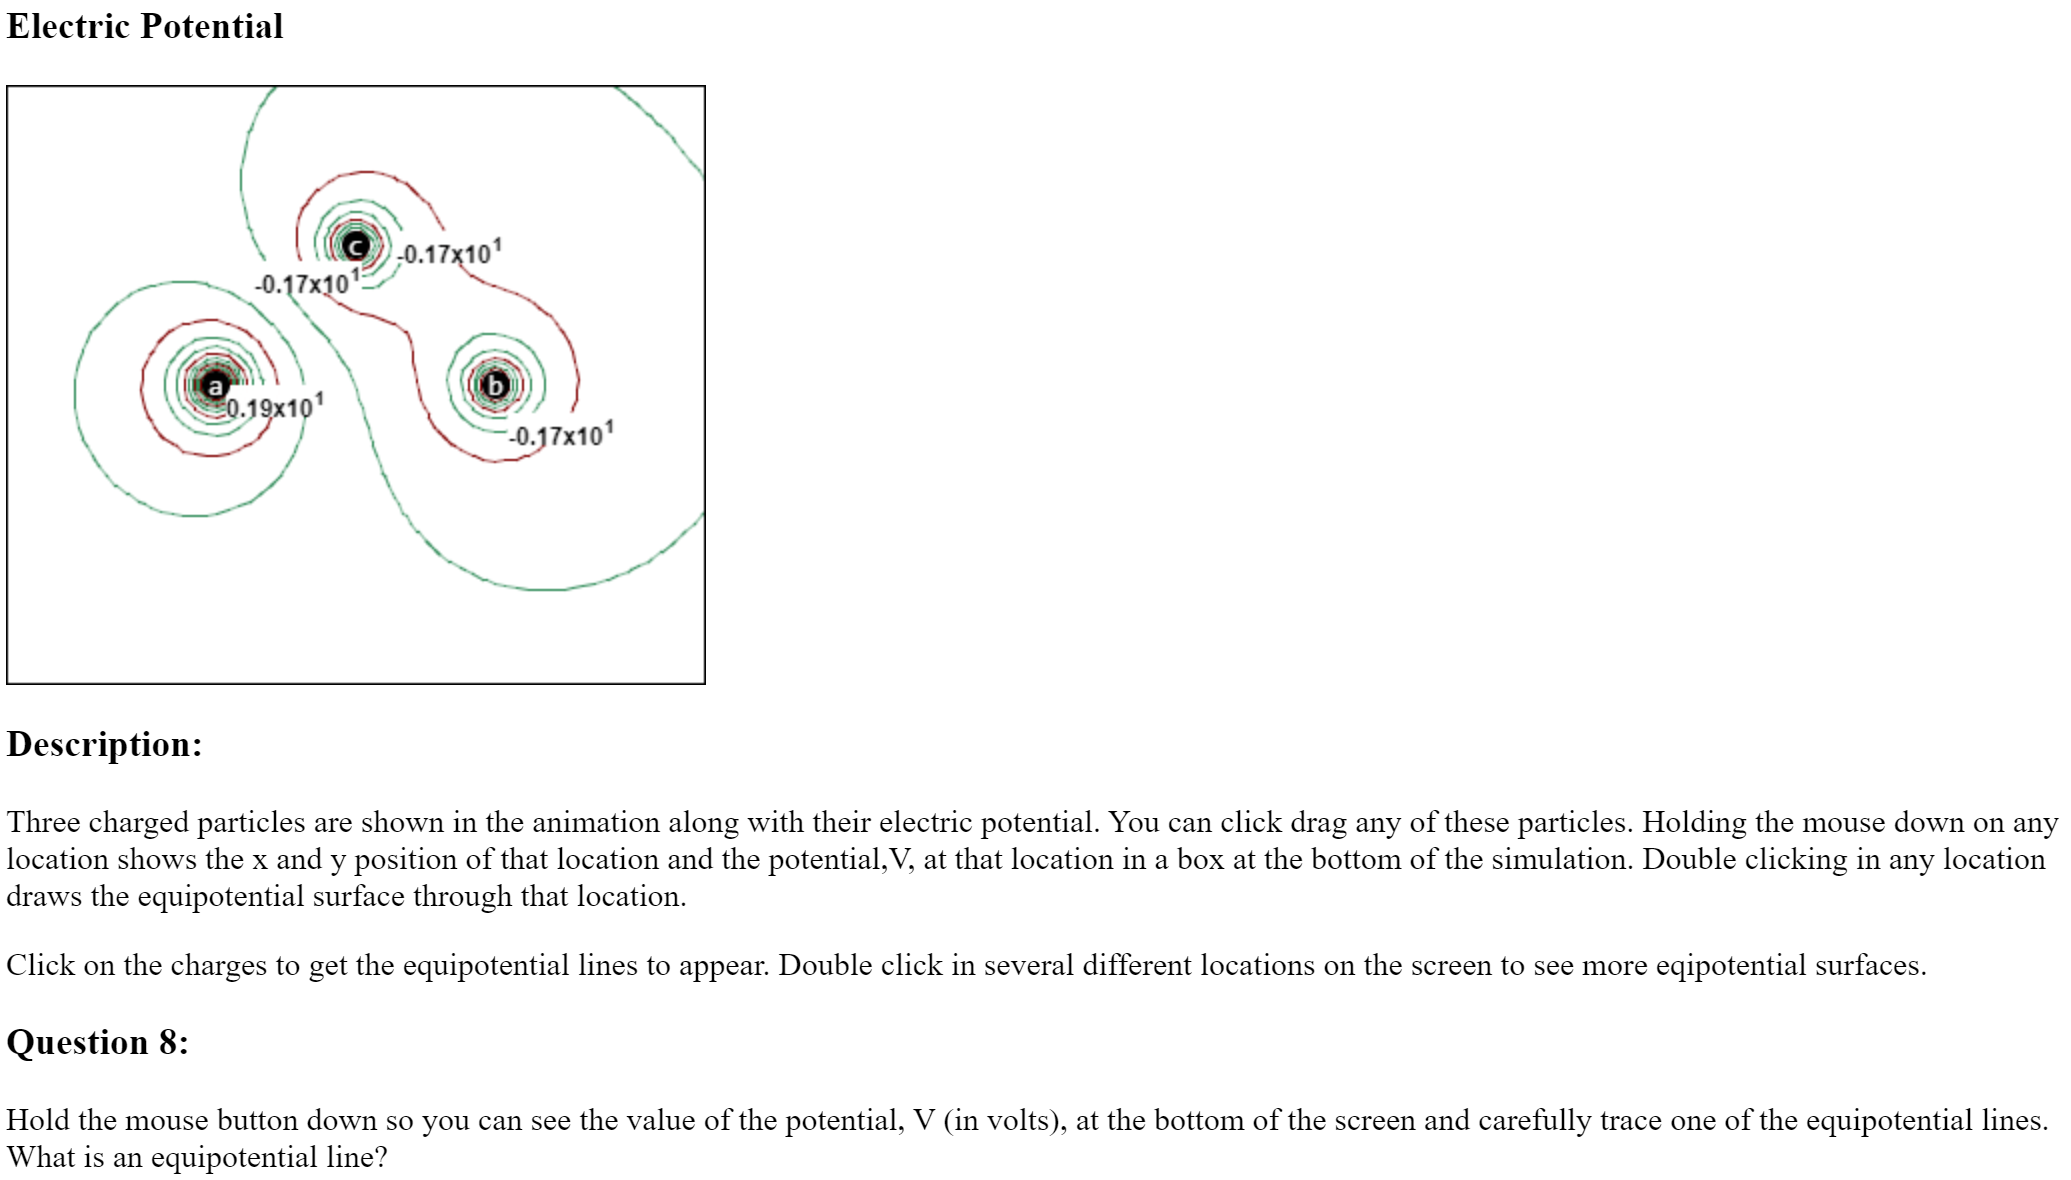 Electric Potential
c
-0.17x10¹
-0.17x10¹
a
0.19x10¹
b
-0.17x10¹
Description:
Three charged particles are shown in the animation along with their electric potential. You can click drag any of these particles. Holding the mouse down on any
location shows the x and y position of that location and the potential,V, at that location in a box at the bottom of the simulation. Double clicking in any location
draws the equipotential surface through that location.
Click on the charges to get the equipotential lines to appear. Double click in several different locations on the screen to see more eqipotential surfaces.
Question 8:
Hold the mouse button down so you can see the value of the potential, V (in volts), at the bottom of the screen and carefully trace one of the equipotential lines.
What is an equipotential line?